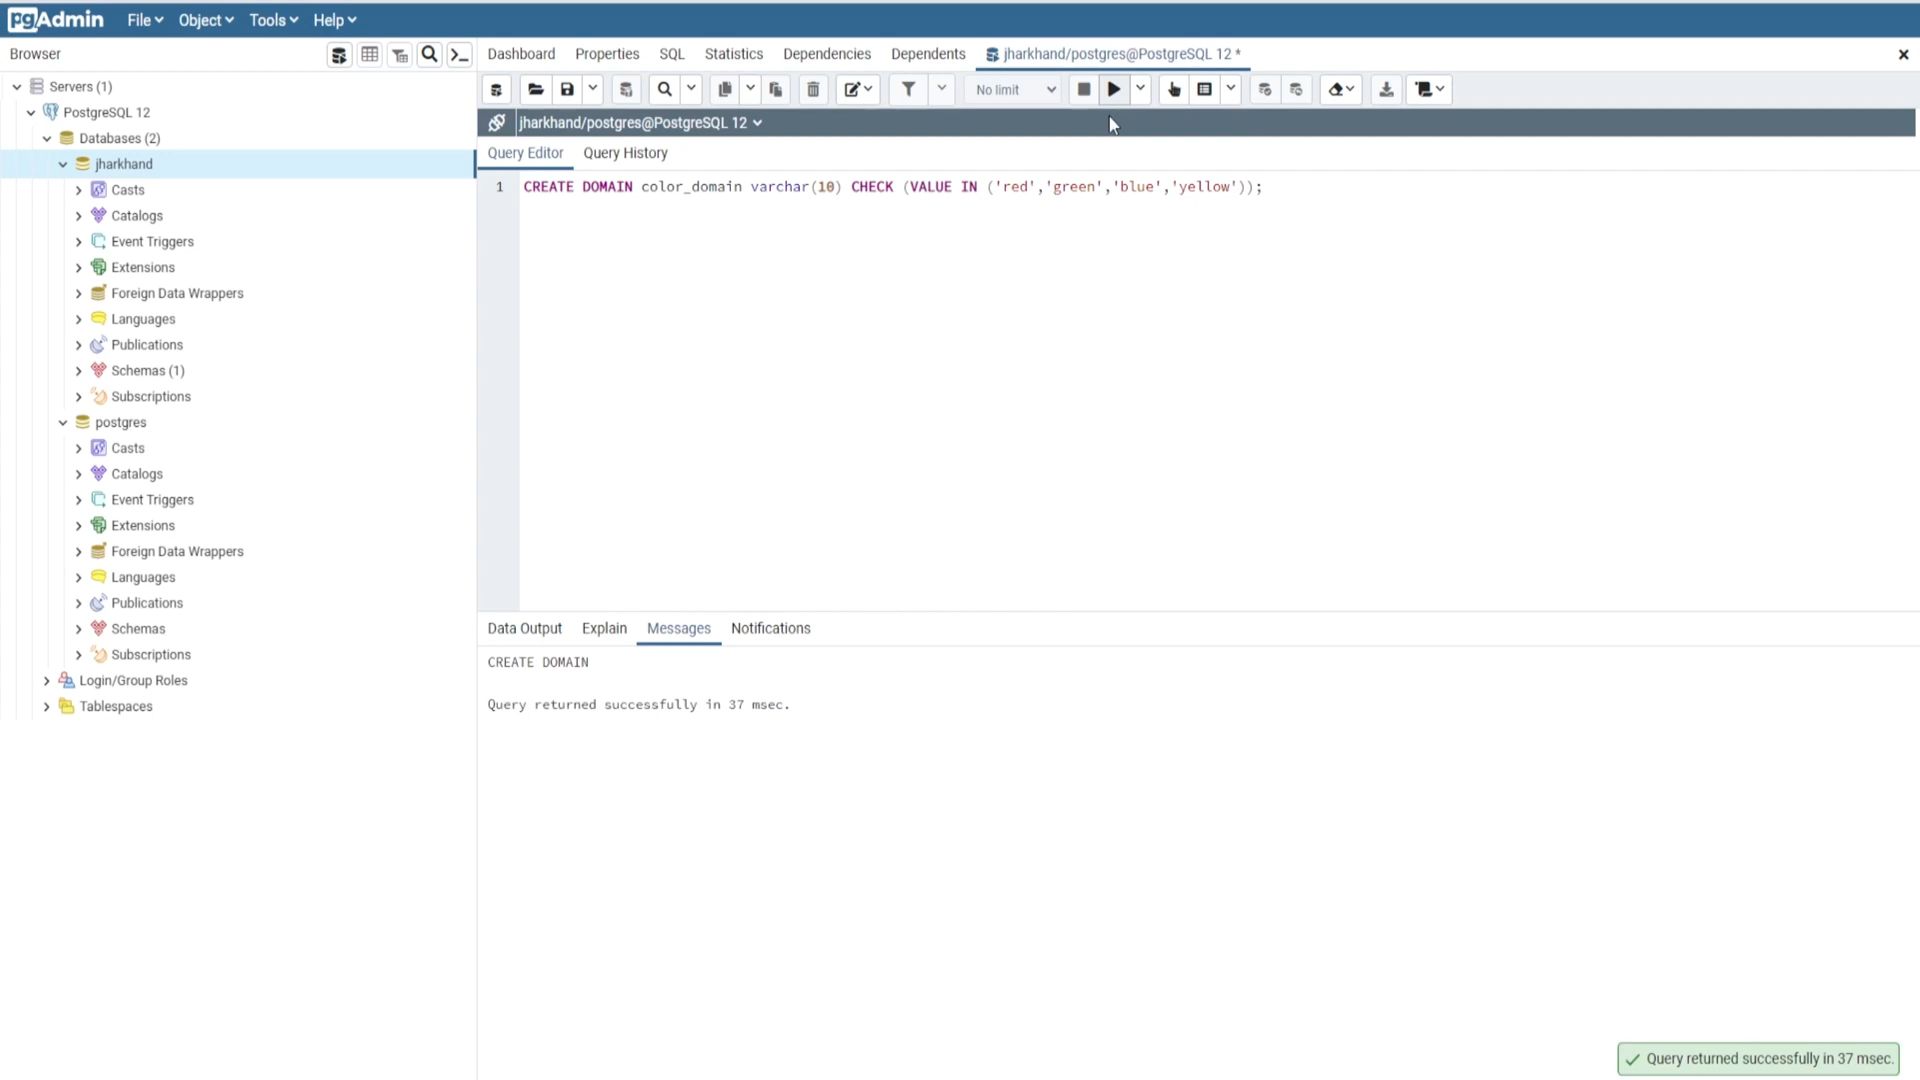 pgAdmin File Object Tools Help
Browser
Dashboard Properties SQL Statistics Dependencies Dependents jharkhand/postgres@PostgreSQL 12 *
Servers (1)
No limit
PostgreSQL 12
jharkhand/postgres@PostgreSQL 12
Databases (2)
Query Editor Query History
jharkhand
1 CREATE DOMAIN color_domain varchar(10) CHECK (VALUE IN ('red','green','blue','yellow'));
Casts
Catalogs
Event Triggers
Extensions
Foreign Data Wrappers
Languages
Publications
Schemas (1)
Subscriptions
postgres
Casts
Catalogs
Event Triggers
Extensions
Foreign Data Wrappers
Languages
Publications
Schemas
Subscriptions
Login/Group Roles
Tablespaces
Data Output Explain Messages Notifications
CREATE DOMAIN
Query returned successfully in 37 msec.
Query returned successfully in 37 msec.